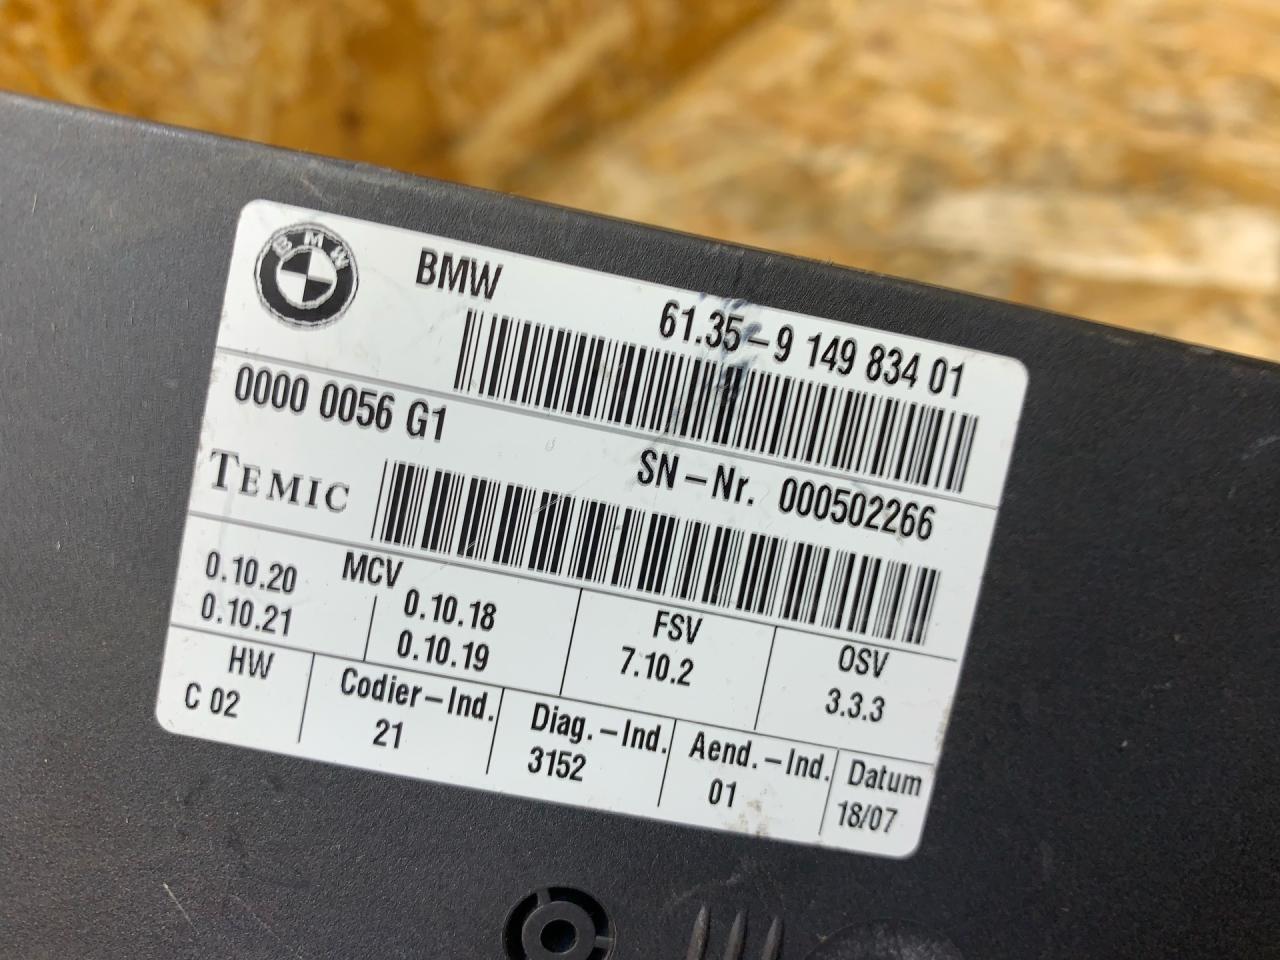 BMW
BMW
61.35-9 149 834 01
0000 0056 G1
SN-Nr. 000502266
TEMIC
MCV
0.10.20
0.10.21
0.10.18
0.10.19
FSV
7.10.2
OSV
3.3.3
HW
C 02
Codier-Ind.
21
Diag.-Ind.
3152
Aend.-Ind.
01
Datum
18/07